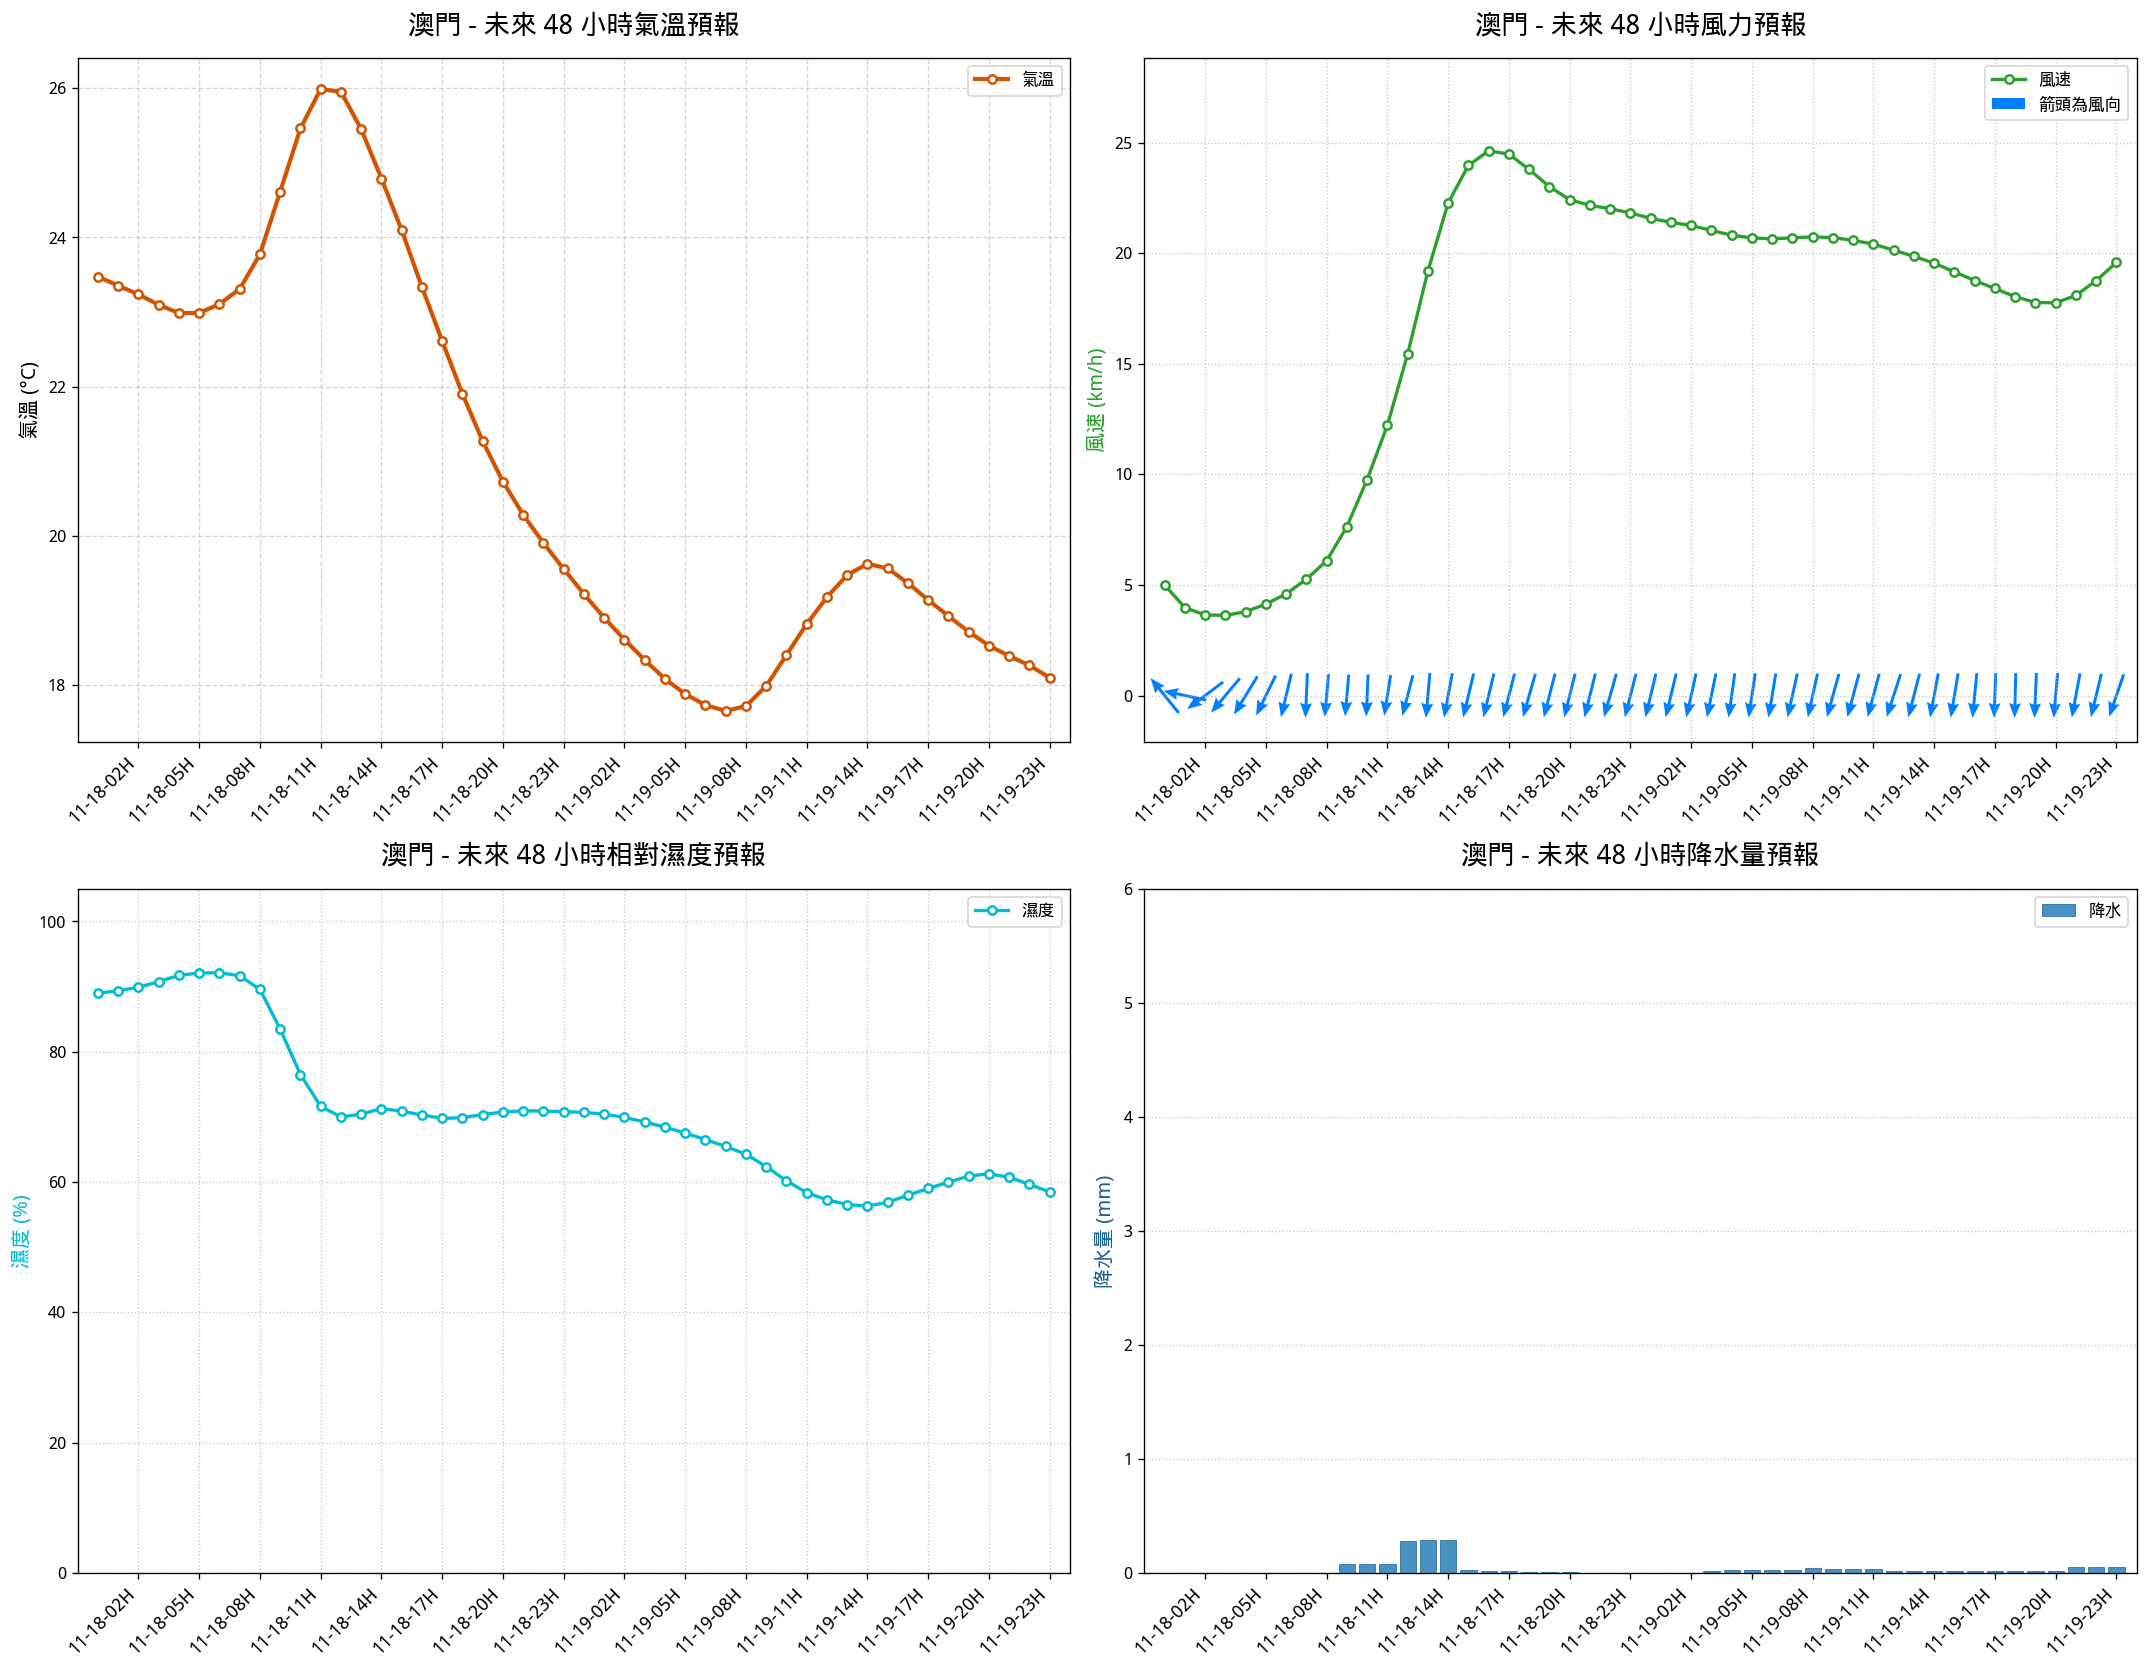 澳門 - 未來 48 小時氣溫預報
氣溫
氣溫 (°C)
26
24
22
20
18
11-18-02H
11-18-05H
11-18-08H
11-18-11H
11-18-14H
11-18-17H
11-18-20H
11-18-23H
11-19-02H
11-19-05H
11-19-08H
11-19-11H
11-19-14H
11-19-17H
11-19-20H
11-19-23H
澳門 - 未來 48 小時風力預報
風速
箭頭為風向
風速 (km/h)
25
20
15
10
5
0
11-18-02H
11-18-05H
11-18-08H
11-18-11H
11-18-14H
11-18-17H
11-18-20H
11-18-23H
11-19-02H
11-19-05H
11-19-08H
11-19-11H
11-19-14H
11-19-17H
11-19-20H
11-19-23H
澳門 - 未來 48 小時相對濕度預報
濕度
濕度 (%)
100
80
60
40
20
0
11-18-02H
11-18-05H
11-18-08H
11-18-11H
11-18-14H
11-18-17H
11-18-20H
11-18-23H
11-19-02H
11-19-05H
11-19-08H
11-19-11H
11-19-14H
11-19-17H
11-19-20H
11-19-23H
澳門 - 未來 48 小時降水量預報
降水
降水量 (mm)
6
5
4
3
2
1
0
11-18-02H
11-18-05H
11-18-08H
11-18-11H
11-18-14H
11-18-17H
11-18-20H
11-18-23H
11-19-02H
11-19-05H
11-19-08H
11-19-11H
11-19-14H
11-19-17H
11-19-20H
11-19-23H